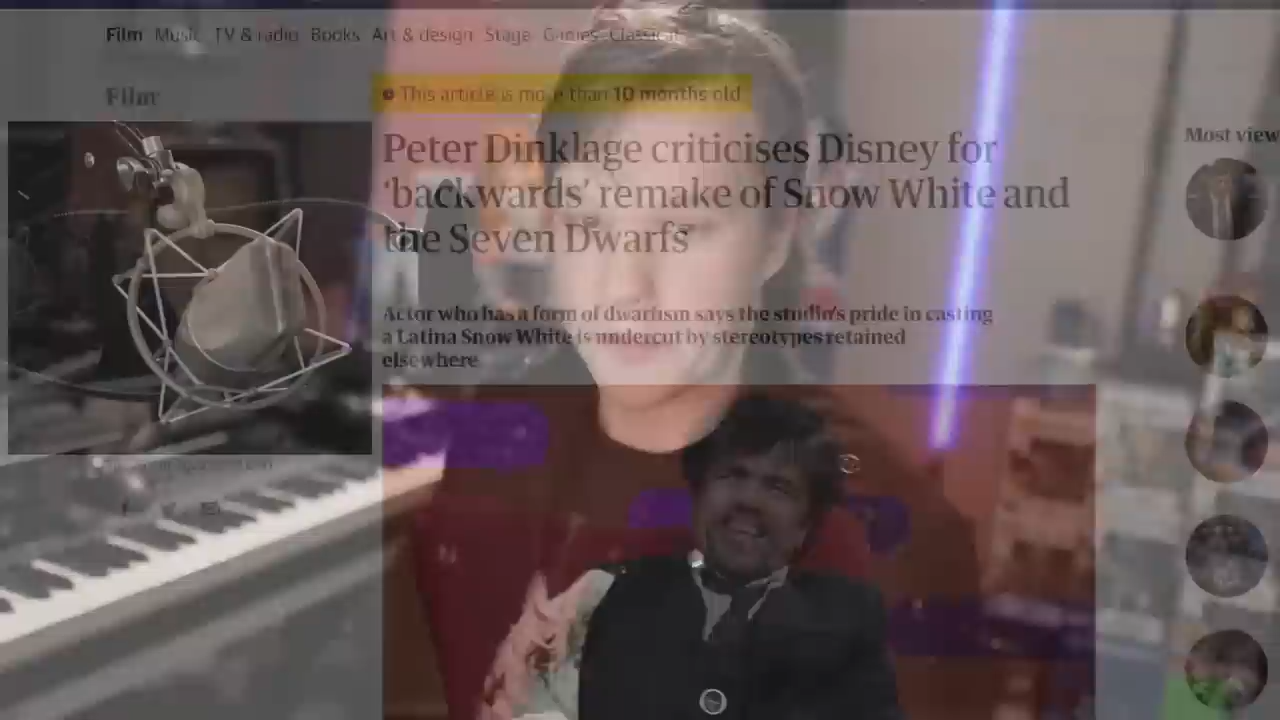 Film Music TV & radio Books Art & design Stage Games Classical
Film
This article is more than 10 months old
Peter Dinklage criticises Disney for
‘backwards’ remake of Snow White and
the Seven Dwarfs
Most view
Actor who has a form of dwarfism says the studio’s pride in casting
a Latina Snow White is undercut by stereotypes retained
elsewhere